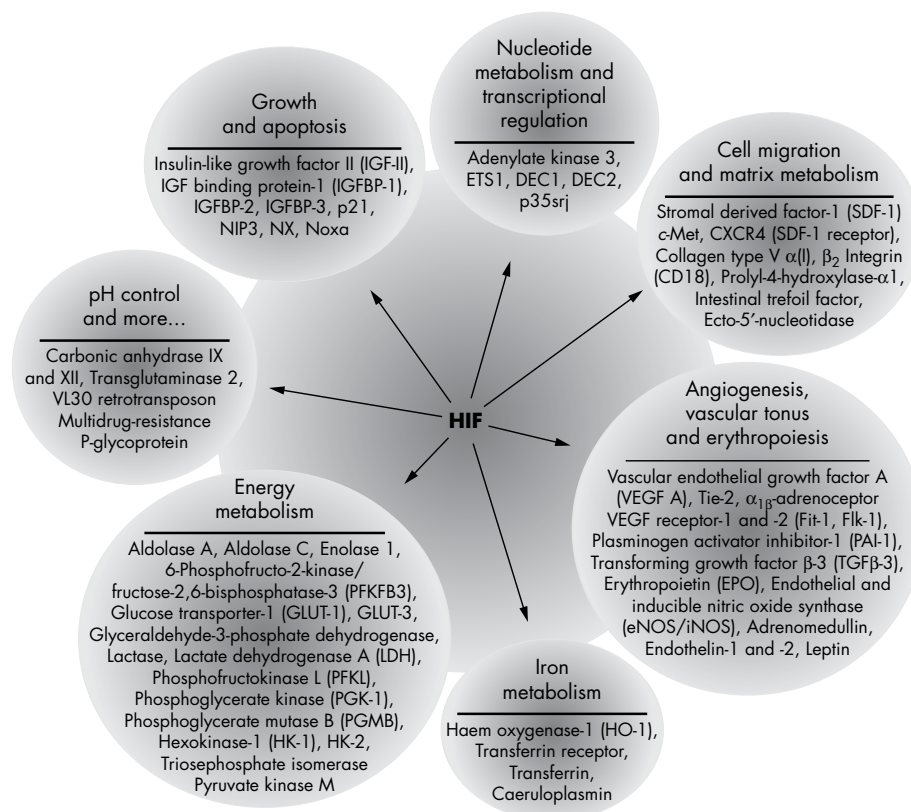 Nucleotide
metabolism and
transcriptional
regulation
Adenylate kinase 3,
ETS1, DEC1, DEC2,
p35srj
Growth
and apoptosis
Insulin-like growth factor II (IGF-II),
IGF binding protein-1 (IGFBP-1),
IGFBP-2, IGFBP-3, p21,
NIP3, NX, Noxa
Cell migration
and matrix metabolism
Stromal derived factor-1 (SDF-1)
c-Met, CXCR4 (SDF-1 receptor),
Collagen type V α(I), β₂ Integrin
(CD18), Prolyl-4-hydroxylase-α1,
Intestinal trefoil factor,
Ecto-5′-nucleotidase
pH control
and more...
Carbonic anhydrase IX
and XII, Transglutaminase 2,
VL30 retrotransposon
Multidrug-resistance
P-glycoprotein
HIF
Angiogenesis,
vascular tonus
and erythropoiesis
Vascular endothelial growth factor A
(VEGF A), Tie-2, α1β-adrenoceptor
VEGF receptor-1 and -2 (Fit-1, Flk-1),
Plasminogen activator inhibitor-1 (PAI-1),
Transforming growth factor β-3 (TGFβ-3),
Erythropoietin (EPO), Endothelial and
inducible nitric oxide synthase
(eNOS/iNOS), Adrenomedullin,
Endothelin-1 and -2, Leptin
Energy
metabolism
Aldolase A, Aldolase C, Enolase 1,
6-Phosphofructo-2-kinase/
fructose-2,6-bisphosphatase-3 (PFKFB3),
Glucose transporter-1 (GLUT-1), GLUT-3,
Glyceraldehyde-3-phosphate dehydrogenase,
Lactase, Lactate dehydrogenase A (LDH),
Phosphofructokinase L (PFKL),
Phosphoglycerate kinase (PGK-1),
Phosphoglycerate mutase B (PGMB),
Hexokinase-1 (HK-1), HK-2,
Triosephosphate isomerase
Pyruvate kinase M
Iron
metabolism
Haem oxygenase-1 (HO-1),
Transferrin receptor,
Transferrin,
Caeruloplasmin